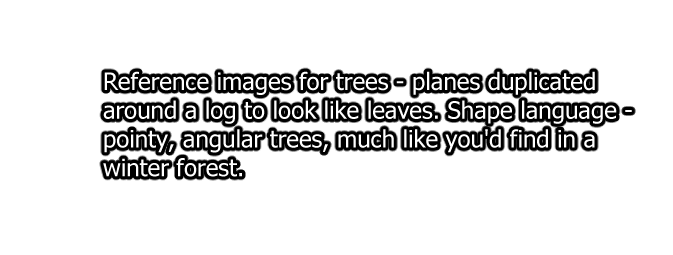 Reference images for trees - planes duplicated
around a log to look like leaves. Shape language -
pointy, angular trees, much like you'd find in a
winter forest.